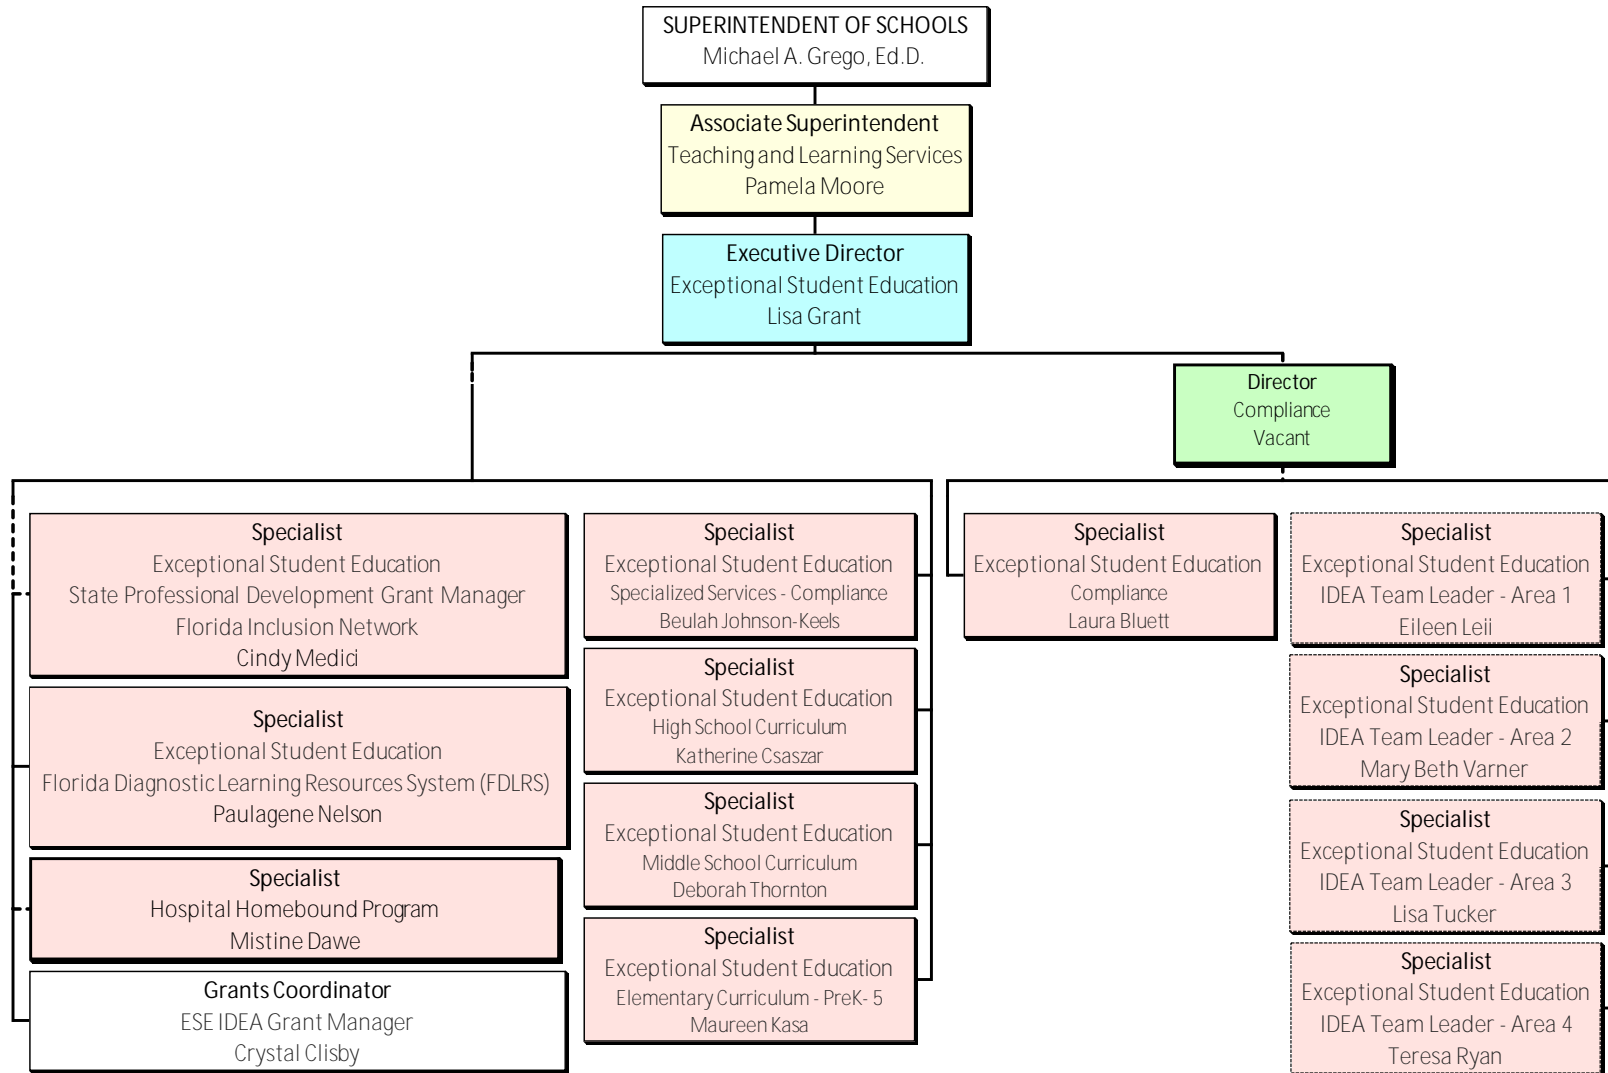 SUPERINTENDENT OF SCHOOLS
Michael A. Grego, Ed.D.
Associate Superintendent
Teaching and Learning Services
Pamela Moore
Executive Director
Exceptional Student Education
Lisa Grant
Director
Compliance
Vacant
Specialist
Exceptional Student Education
State Professional Development Grant Manager
Florida Inclusion Network
Cindy Medici
Specialist
Exceptional Student Education
Florida Diagnostic Learning Resources System (FDLRS)
Paulagene Nelson
Specialist
Hospital Homebound Program
Mistine Dawe
Grants Coordinator
ESE IDEA Grant Manager
Crystal Clisby
Specialist
Exceptional Student Education
Specialized Services - Compliance
Beulah Johnson-Keels
Specialist
Exceptional Student Education
High School Curriculum
Katherine Csaszar
Specialist
Exceptional Student Education
Middle School Curriculum
Deborah Thornton
Specialist
Exceptional Student Education
Elementary Curriculum - PreK- 5
Maureen Kasa
Specialist
Exceptional Student Education
Compliance
Laura Bluett
Specialist
Exceptional Student Education
IDEA Team Leader - Area 1
Eileen Leii
Specialist
Exceptional Student Education
IDEA Team Leader - Area 2
Mary Beth Varner
Specialist
Exceptional Student Education
IDEA Team Leader - Area 3
Lisa Tucker
Specialist
Exceptional Student Education
IDEA Team Leader - Area 4
Teresa Ryan